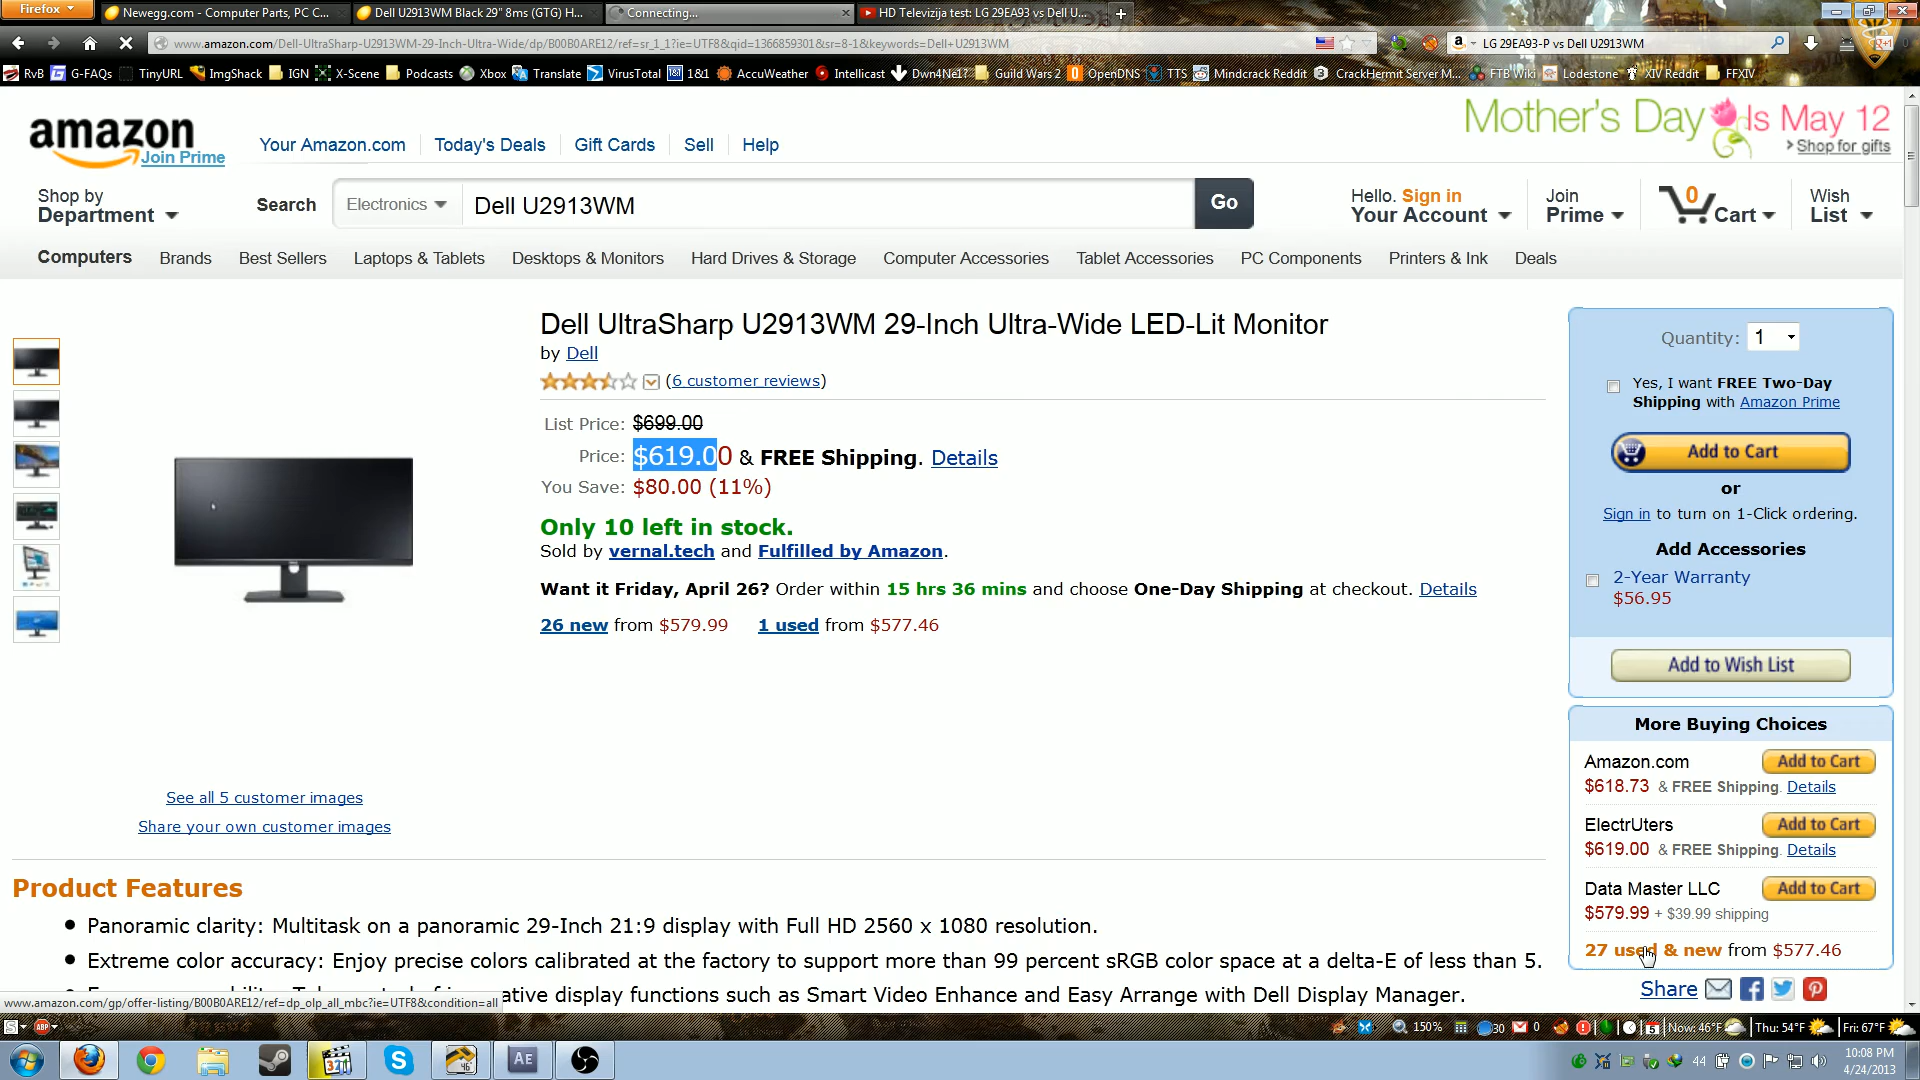 Firefox
Newegg.com - Computer Parts, PC C...
Dell U2913WM Black 29" 8ms (GTG) H...
Connecting...
HD Televizija test: LG 29EA93 vs Dell U...
www.amazon.com/Dell-UltraSharp-U2913WM-29-Inch-Ultra-Wide/dp/B00B0ARE12/ref=sr_1_1?ie=UTF8&qid=1366859301&sr=8-1&keywords=Dell+U2913WM
LG 29EA93-P vs Dell U2913WM
RvB G-FAQs TinyURL ImgShack IGN X-Scene Podcasts Xbox Translate VirusTotal 1&1 AccuWeather Intellicast Dwn4Ne1? Guild Wars 2 OpenDNS TTS Mindcrack Reddit CrackHermit Server M... FTB Wiki Lodestone XIV Reddit FFXIV
amazon
Join Prime
Your Amazon.com
Today's Deals
Gift Cards
Sell
Help
Mother's Day Is May 12
Shop for gifts
Shop by
Department
Search
Electronics
Dell U2913WM
Go
Hello. Sign in
Your Account
Join
Prime
0
Cart
Wish
List
Computers
Brands
Best Sellers
Laptops & Tablets
Desktops & Monitors
Hard Drives & Storage
Computer Accessories
Tablet Accessories
PC Components
Printers & Ink
Deals
Dell UltraSharp U2913WM 29-Inch Ultra-Wide LED-Lit Monitor
by Dell
(6 customer reviews)
List Price: $699.00
Price: $619.00 & FREE Shipping. Details
You Save: $80.00 (11%)
Only 10 left in stock.
Sold by vernal.tech and Fulfilled by Amazon.
Want it Friday, April 26? Order within 15 hrs 36 mins and choose One-Day Shipping at checkout. Details
26 new from $579.99 1 used from $577.46
See all 5 customer images
Share your own customer images
Quantity: 1
Yes, I want FREE Two-Day
Shipping with Amazon Prime
Add to Cart
or
Sign in to turn on 1-Click ordering.
Add Accessories
2-Year Warranty
$56.95
Add to Wish List
More Buying Choices
Amazon.com
Add to Cart
$618.73 & FREE Shipping. Details
ElectrUters
Add to Cart
$619.00 & FREE Shipping. Details
Data Master LLC
Add to Cart
$579.99 + $39.99 shipping
27 used & new from $577.46
Share
Product Features
Panoramic clarity: Multitask on a panoramic 29-Inch 21:9 display with Full HD 2560 x 1080 resolution.
Extreme color accuracy: Enjoy precise colors calibrated at the factory to support more than 99 percent sRGB color space at a delta-E of less than 5.
ative display functions such as Smart Video Enhance and Easy Arrange with Dell Display Manager.
www.amazon.com/gp/offer-listing/B00B0ARE12/ref=dp_olp_all_mbc?ie=UTF8&condition=all
ABP
150%
30
0
5
Now: 46°F
Thu: 54°F
Fri: 67°F
321
46
AE
44
10:08 PM
4/24/2013